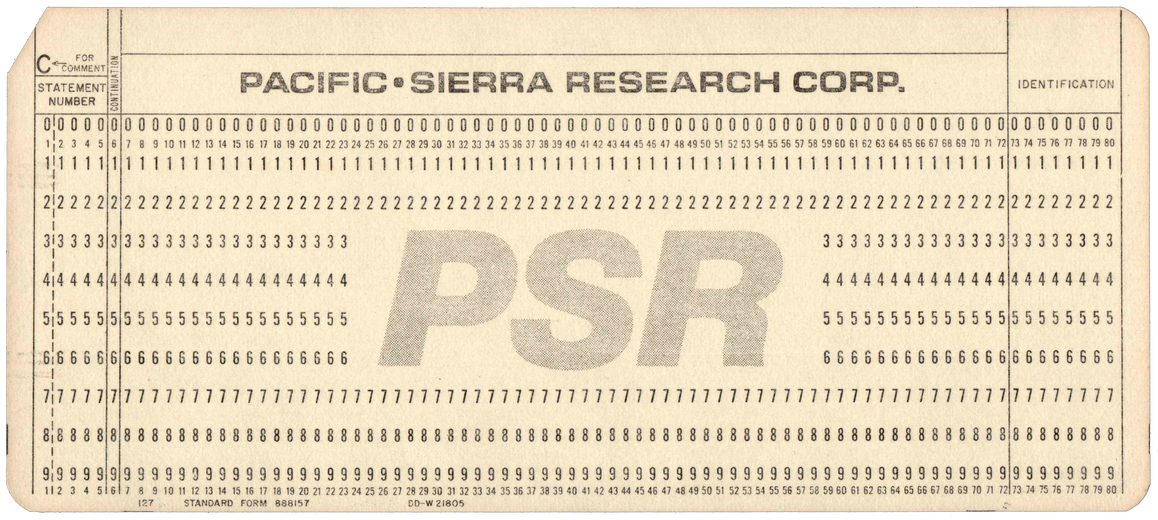 C ← FOR COMMENT
STATEMENT NUMBER
CONTINUATION
PACIFIC•SIERRA RESEARCH CORP.
IDENTIFICATION
0 0 0 0 0 0 0 0 0 0 0 0 0 0 0 0 0 0 0 0 0 0 0 0 0 0 0 0 0 0 0 0 0 0 0 0 0 0 0 0 0 0 0 0 0 0 0 0 0 0 0 0 0 0 0 0 0 0 0 0 0 0 0 0 0 0 0 0 0 0 0 0 0 0 0 0 0 0 0 0
1 2 3 4 5 6 7 8 9 10 11 12 13 14 15 16 17 18 19 20 21 22 23 24 25 26 27 28 29 30 31 32 33 34 35 36 37 38 39 40 41 42 43 44 45 46 47 48 49 50 51 52 53 54 55 56 57 58 59 60 61 62 63 64 65 66 67 68 69 70 71 72 73 74 75 76 77 78 79 80
1 1 1 1 1 1 1 1 1 1 1 1 1 1 1 1 1 1 1 1 1 1 1 1 1 1 1 1 1 1 1 1 1 1 1 1 1 1 1 1 1 1 1 1 1 1 1 1 1 1 1 1 1 1 1 1 1 1 1 1 1 1 1 1 1 1 1 1 1 1 1 1 1 1 1 1 1 1 1 1
2 2 2 2 2 2 2 2 2 2 2 2 2 2 2 2 2 2 2 2 2 2 2 2 2 2 2 2 2 2 2 2 2 2 2 2 2 2 2 2 2 2 2 2 2 2 2 2 2 2 2 2 2 2 2 2 2 2 2 2 2 2 2 2 2 2 2 2 2 2 2 2 2 2 2 2 2 2 2 2
3 3 3 3 3 3 3 3 3 3 3 3 3 3 3 3 3 3 3 3 3 3 3 3 3 3 3 3 3 3 3 3 3 3 3 3 3 3 3 3 3 3 3 3 3
4 4 4 4 4 4 4 4 4 4 4 4 4 4 4 4 4 4 4 4 4 4 4 4 4 4 4 4 4 4 4 4 4 4 4 4 4 4 4 4 4 4 4 4 4
PSR
5 5 5 5 5 5 5 5 5 5 5 5 5 5 5 5 5 5 5 5 5 5 5 5 5 5 5 5 5 5 5 5 5 5 5 5 5 5 5 5 5 5 5 5 5
6 6 6 6 6 6 6 6 6 6 6 6 6 6 6 6 6 6 6 6 6 6 6 6 6 6 6 6 6 6 6 6 6 6 6 6 6 6 6 6 6 6 6 6 6
7 7 7 7 7 7 7 7 7 7 7 7 7 7 7 7 7 7 7 7 7 7 7 7 7 7 7 7 7 7 7 7 7 7 7 7 7 7 7 7 7 7 7 7 7 7 7 7 7 7 7 7 7 7 7 7 7 7 7 7 7 7 7 7 7 7 7 7 7 7 7 7 7 7 7 7 7 7 7 7
8 8 8 8 8 8 8 8 8 8 8 8 8 8 8 8 8 8 8 8 8 8 8 8 8 8 8 8 8 8 8 8 8 8 8 8 8 8 8 8 8 8 8 8 8 8 8 8 8 8 8 8 8 8 8 8 8 8 8 8 8 8 8 8 8 8 8 8 8 8 8 8 8 8 8 8 8 8 8 8
9 9 9 9 9 9 9 9 9 9 9 9 9 9 9 9 9 9 9 9 9 9 9 9 9 9 9 9 9 9 9 9 9 9 9 9 9 9 9 9 9 9 9 9 9 9 9 9 9 9 9 9 9 9 9 9 9 9 9 9 9 9 9 9 9 9 9 9 9 9 9 9 9 9 9 9 9 9 9 9
1 2 3 4 5 6 7 8 9 10 11 12 13 14 15 16 17 18 19 20 21 22 23 24 25 26 27 28 29 30 31 32 33 34 35 36 37 38 39 40 41 42 43 44 45 46 47 48 49 50 51 52 53 54 55 56 57 58 59 60 61 62 63 64 65 66 67 68 69 70 71 72 73 74 75 76 77 78 79 80
127 STANDARD FORM 888157 DD-W 21805